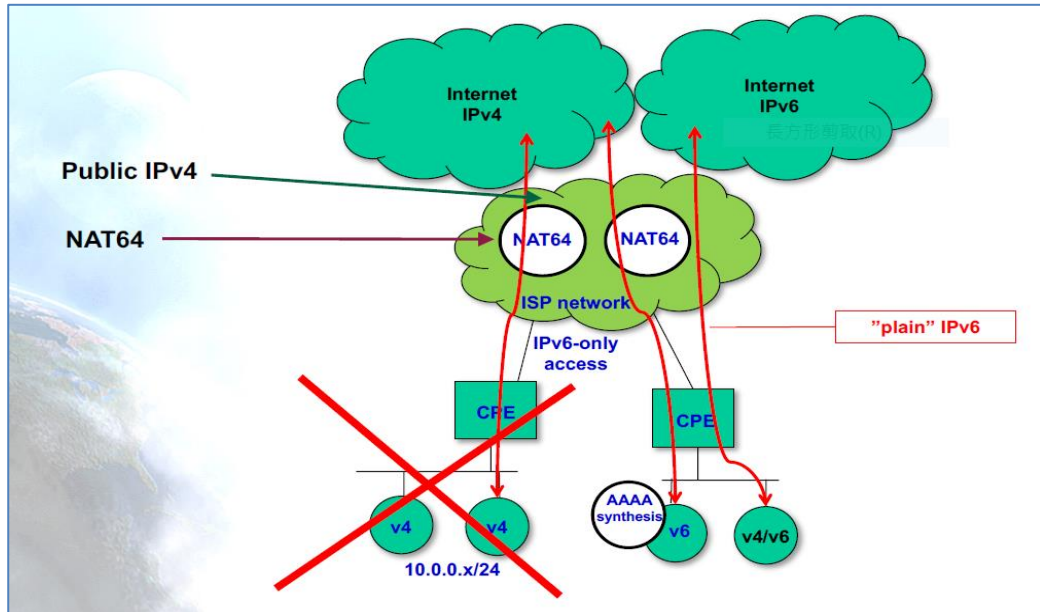 Internet
IPv4
Internet
IPv6
長方形剪取(R)
Public IPv4
NAT64
NAT64
NAT64
ISP network
"plain" IPv6
IPv6-only
access
CPE
CPE
AAAA
synthesis
v4
v4
v6
v4/v6
10.0.0.x/24